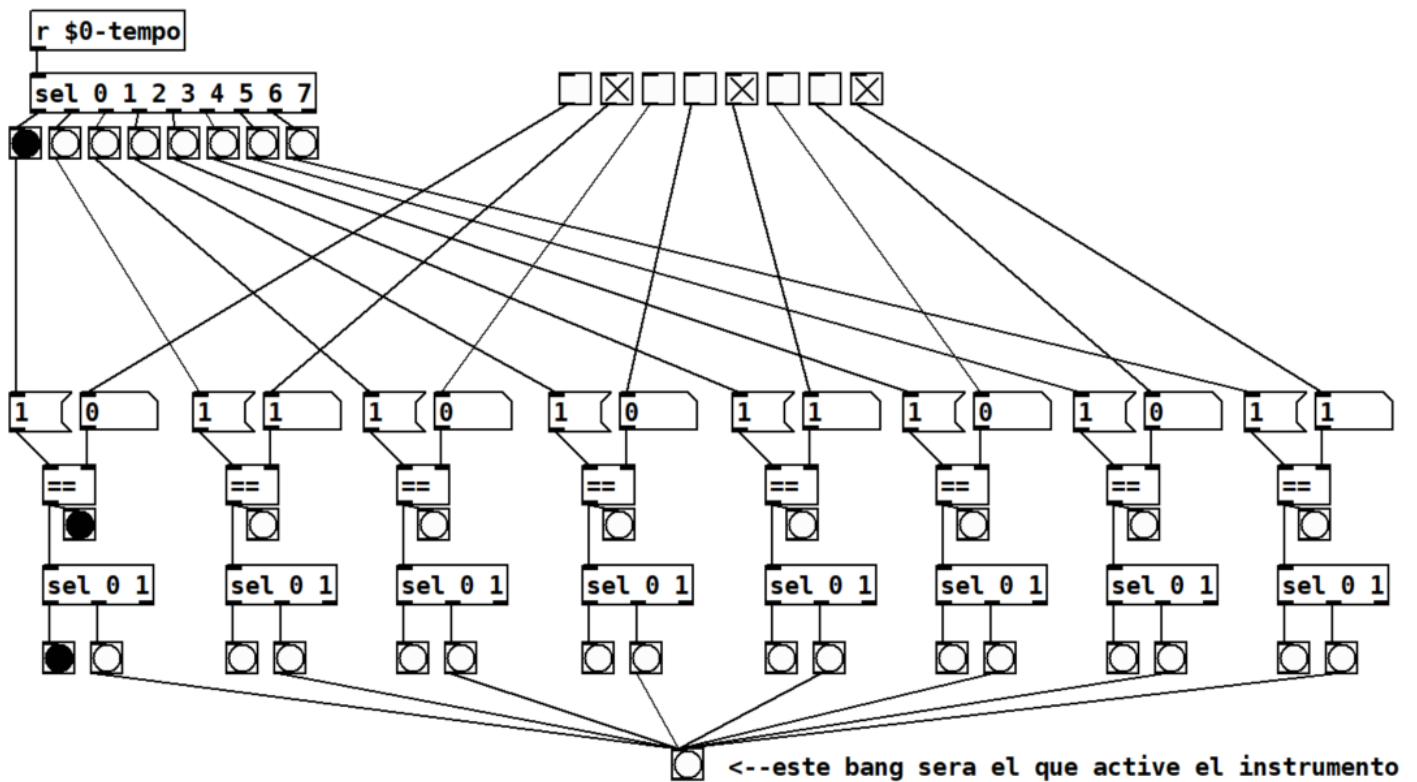 r $0-tempo
sel 0 1 2 3 4 5 6 7
1 0 1 1 1 0 1 0 1 1 1 0 1 0 1 1
== == == == == == == ==
sel 0 1 sel 0 1 sel 0 1 sel 0 1 sel 0 1 sel 0 1 sel 0 1 sel 0 1
<--este bang sera el que active el instrumento